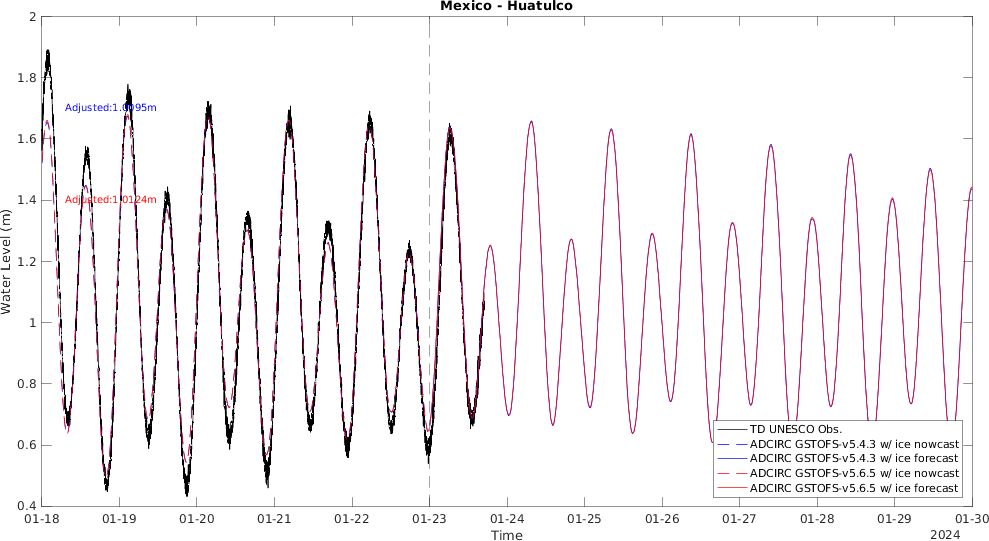 Mexico - Huatulco
2
1.8
1.6
1.4
1.2
1
0.8
0.6
0.4
Water Level (m)
Adjusted:1.0095m
Adjusted:1.0124m
TD UNESCO Obs.
ADCIRC GSTOFS-v5.4.3 w/ ice nowcast
ADCIRC GSTOFS-v5.4.3 w/ ice forecast
ADCIRC GSTOFS-v5.6.5 w/ ice nowcast
ADCIRC GSTOFS-v5.6.5 w/ ice forecast
01-18 01-19 01-20 01-21 01-22 01-23 01-24 01-25 01-26 01-27 01-28 01-29 01-30
Time
2024